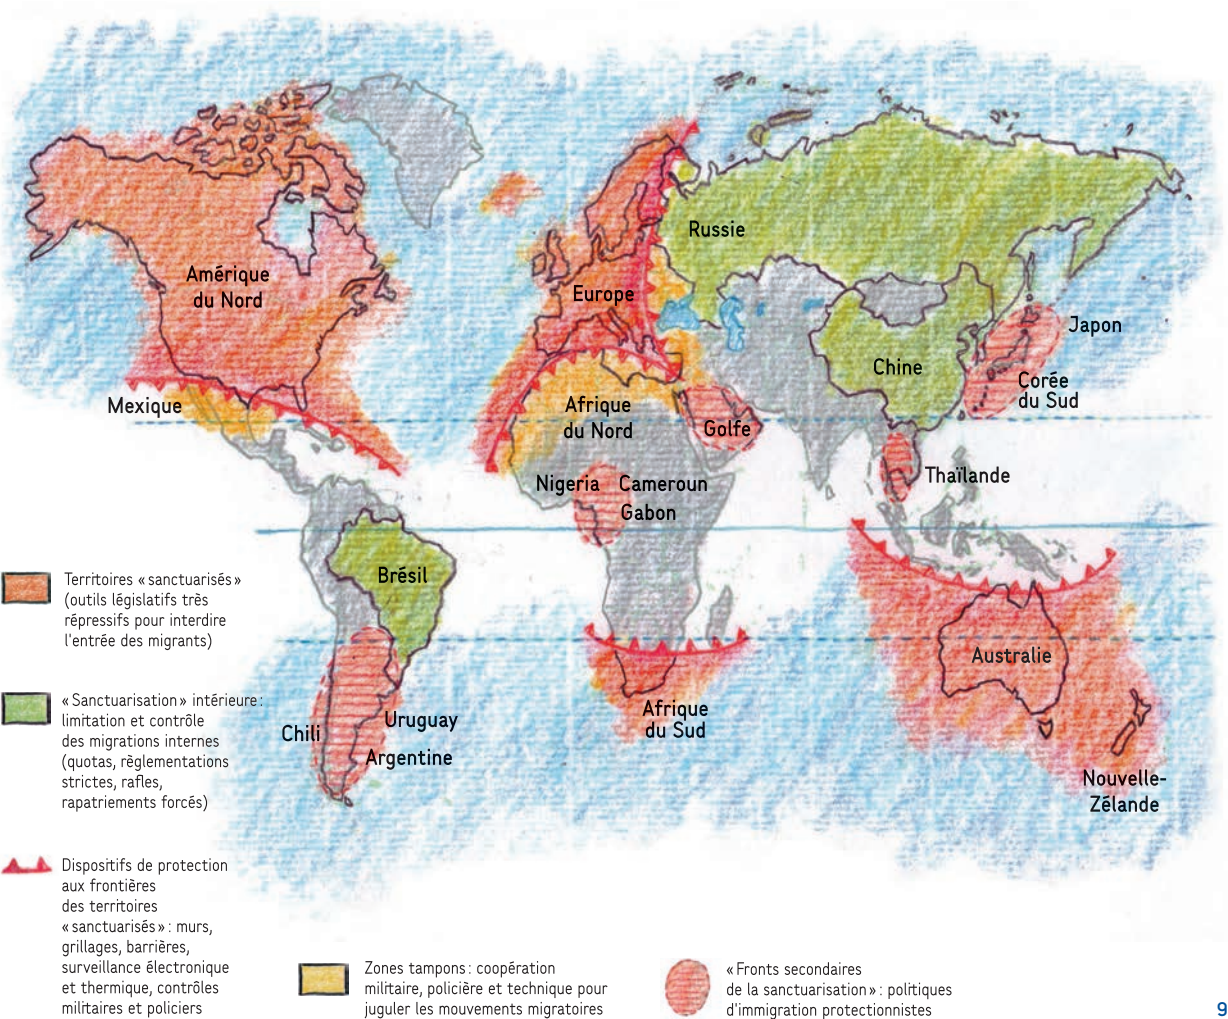 Russie
Amérique
du Nord
Europe
Japon
Chine
Corée
du Sud
Mexique
Afrique
du Nord
Golfe
Thaïlande
Nigeria
Cameroun
Gabon
Brésil
Australie
Afrique
du Sud
Chili
Uruguay
Argentine
Nouvelle-
Zélande
Territoires « sanctuarisés »
(outils législatifs très
répressifs pour interdire
l'entrée des migrants)
« Sanctuarisation » intérieure :
limitation et contrôle
des migrations internes
(quotas, règlementations
strictes, rafles,
rapatriements forcés)
Dispositifs de protection
aux frontières
des territoires
« sanctuarisés » : murs,
grillages, barrières,
surveillance électronique
et thermique, contrôles
militaires et policiers
Zones tampons : coopération
militaire, policière et technique pour
juguler les mouvements migratoires
« Fronts secondaires
de la sanctuarisation » : politiques
d'immigration protectionnistes
9